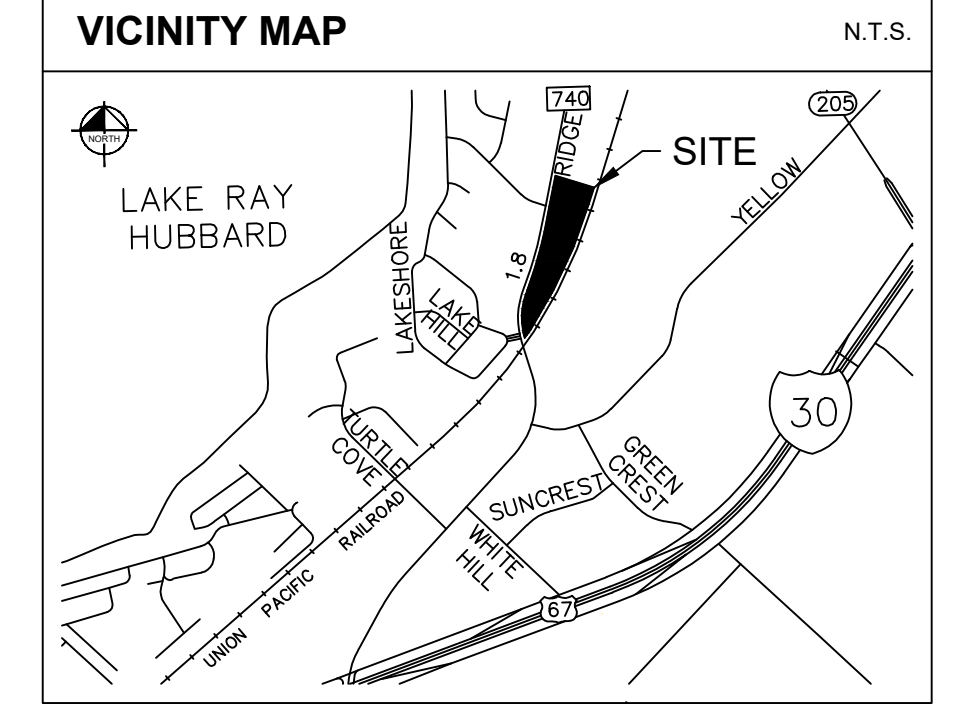 VICINITY MAP
N.T.S.
740
205
NORTH
RIDGE
SITE
LAKE RAY
HUBBARD
YELLOW
LAKESHORE
1.8
LAKE
HILL
30
TURTLE
COVE
GREEN
CREST
SUNCREST
UNION PACIFIC RAILROAD
WHITE
HILL
67